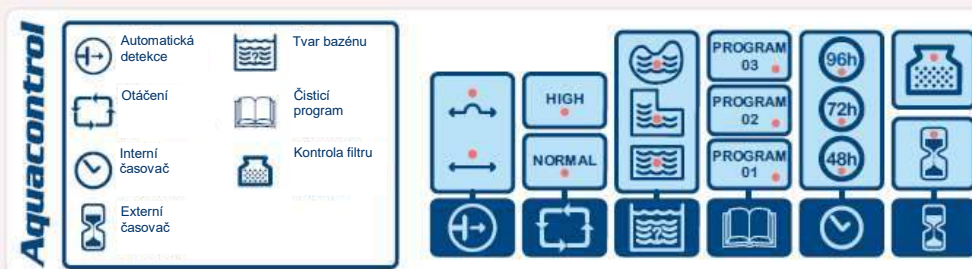 Aquacontrol
Automatická
detekce
Otáčení
Interní
časovač
Externí
časovač
Tvar bazénu
Čisticí
program
Kontrola filtru
HIGH
NORMAL
PROGRAM
03
PROGRAM
02
PROGRAM
01
96h
72h
48h